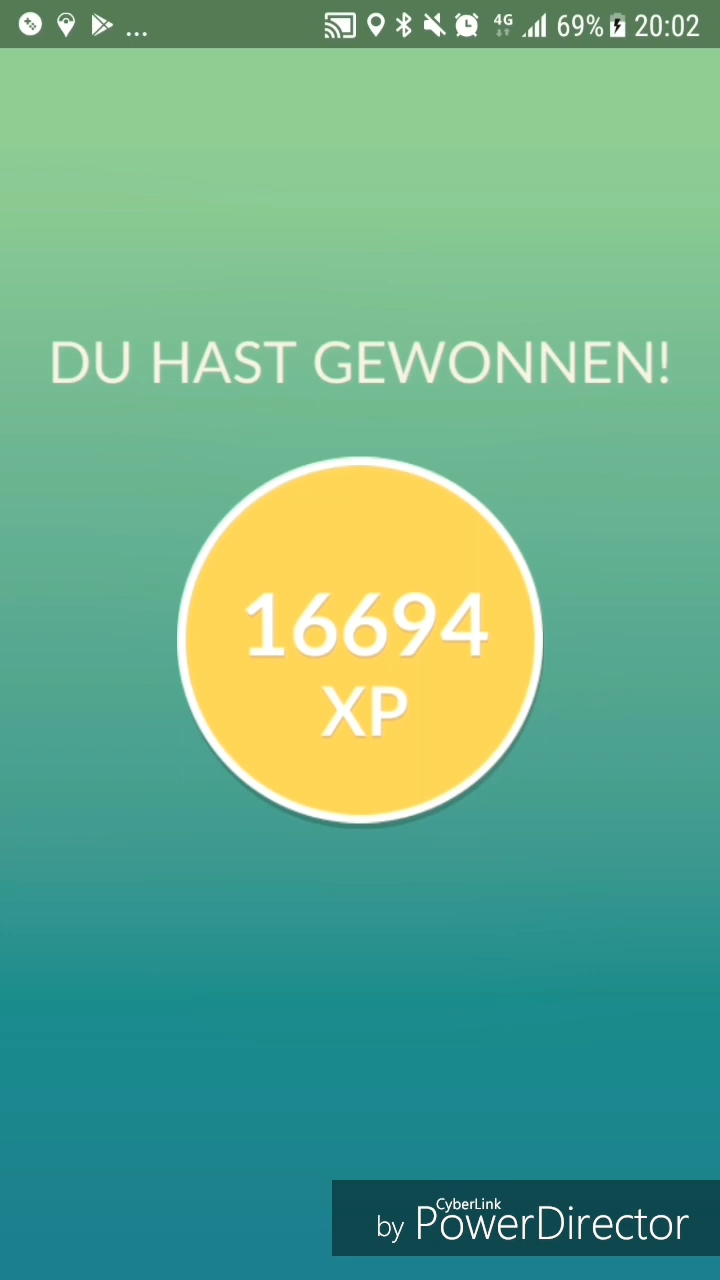 ... 4G 69% 20:02
DU HAST GEWONNEN!
16694
XP
CyberLink
by PowerDirector